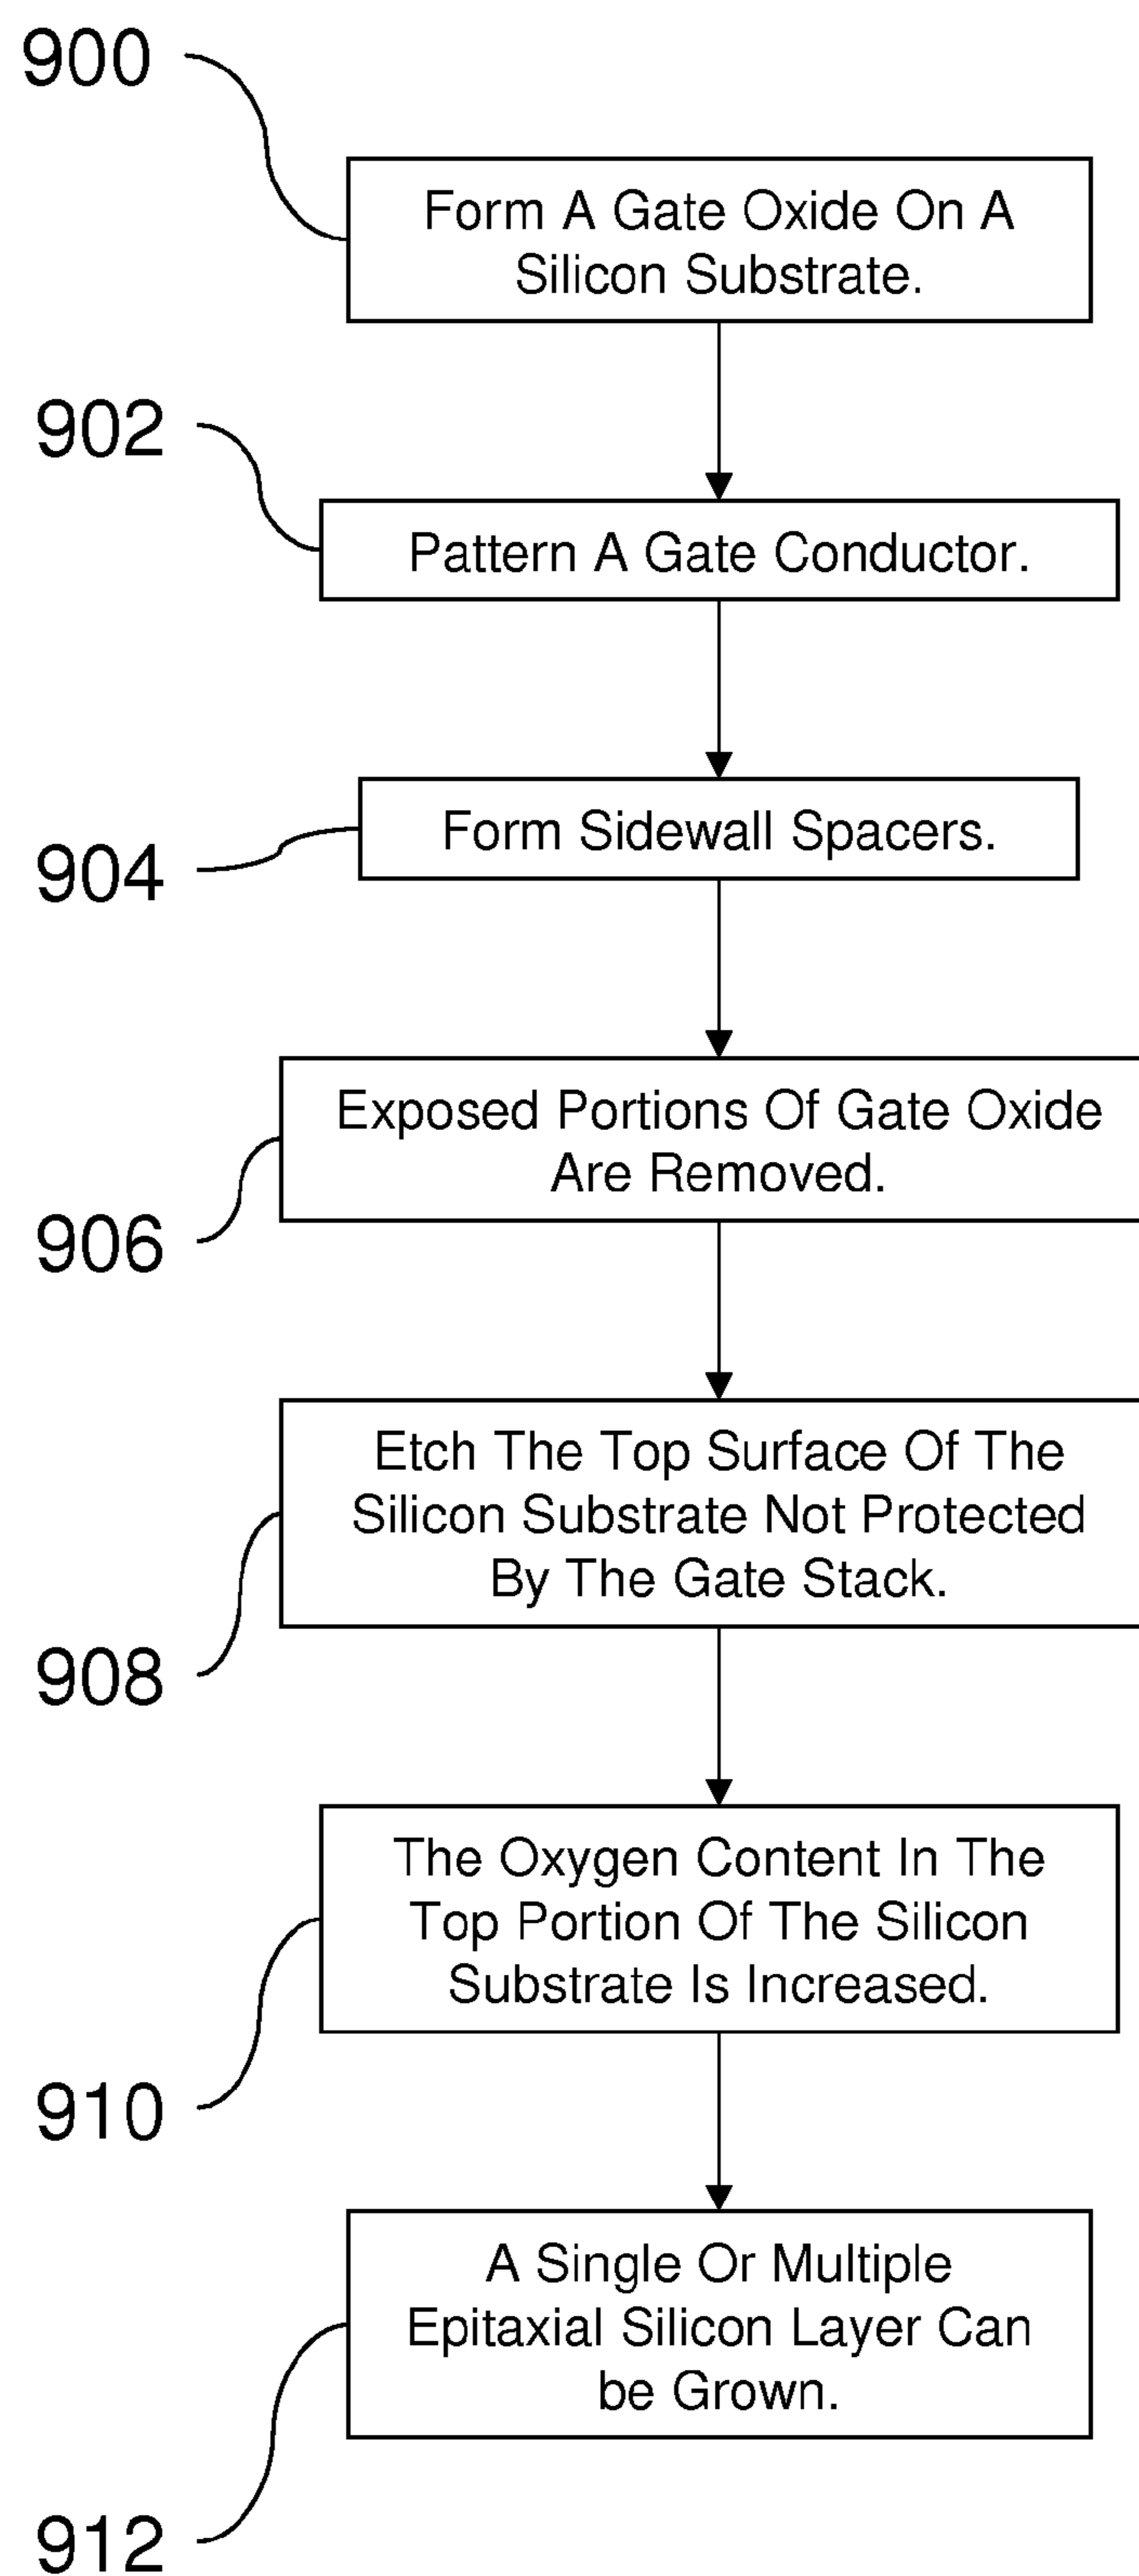 900
Form A Gate Oxide On A
Silicon Substrate.
902
Pattern A Gate Conductor.
Form Sidewall Spacers.
904
Exposed Portions Of Gate Oxide
Are Removed.
906
Etch The Top Surface Of The
Silicon Substrate Not Protected
By The Gate Stack.
908
The Oxygen Content In The
Top Portion Of The Silicon
Substrate Is Increased.
910
A Single Or Multiple
Epitaxial Silicon Layer Can
be Grown.
912